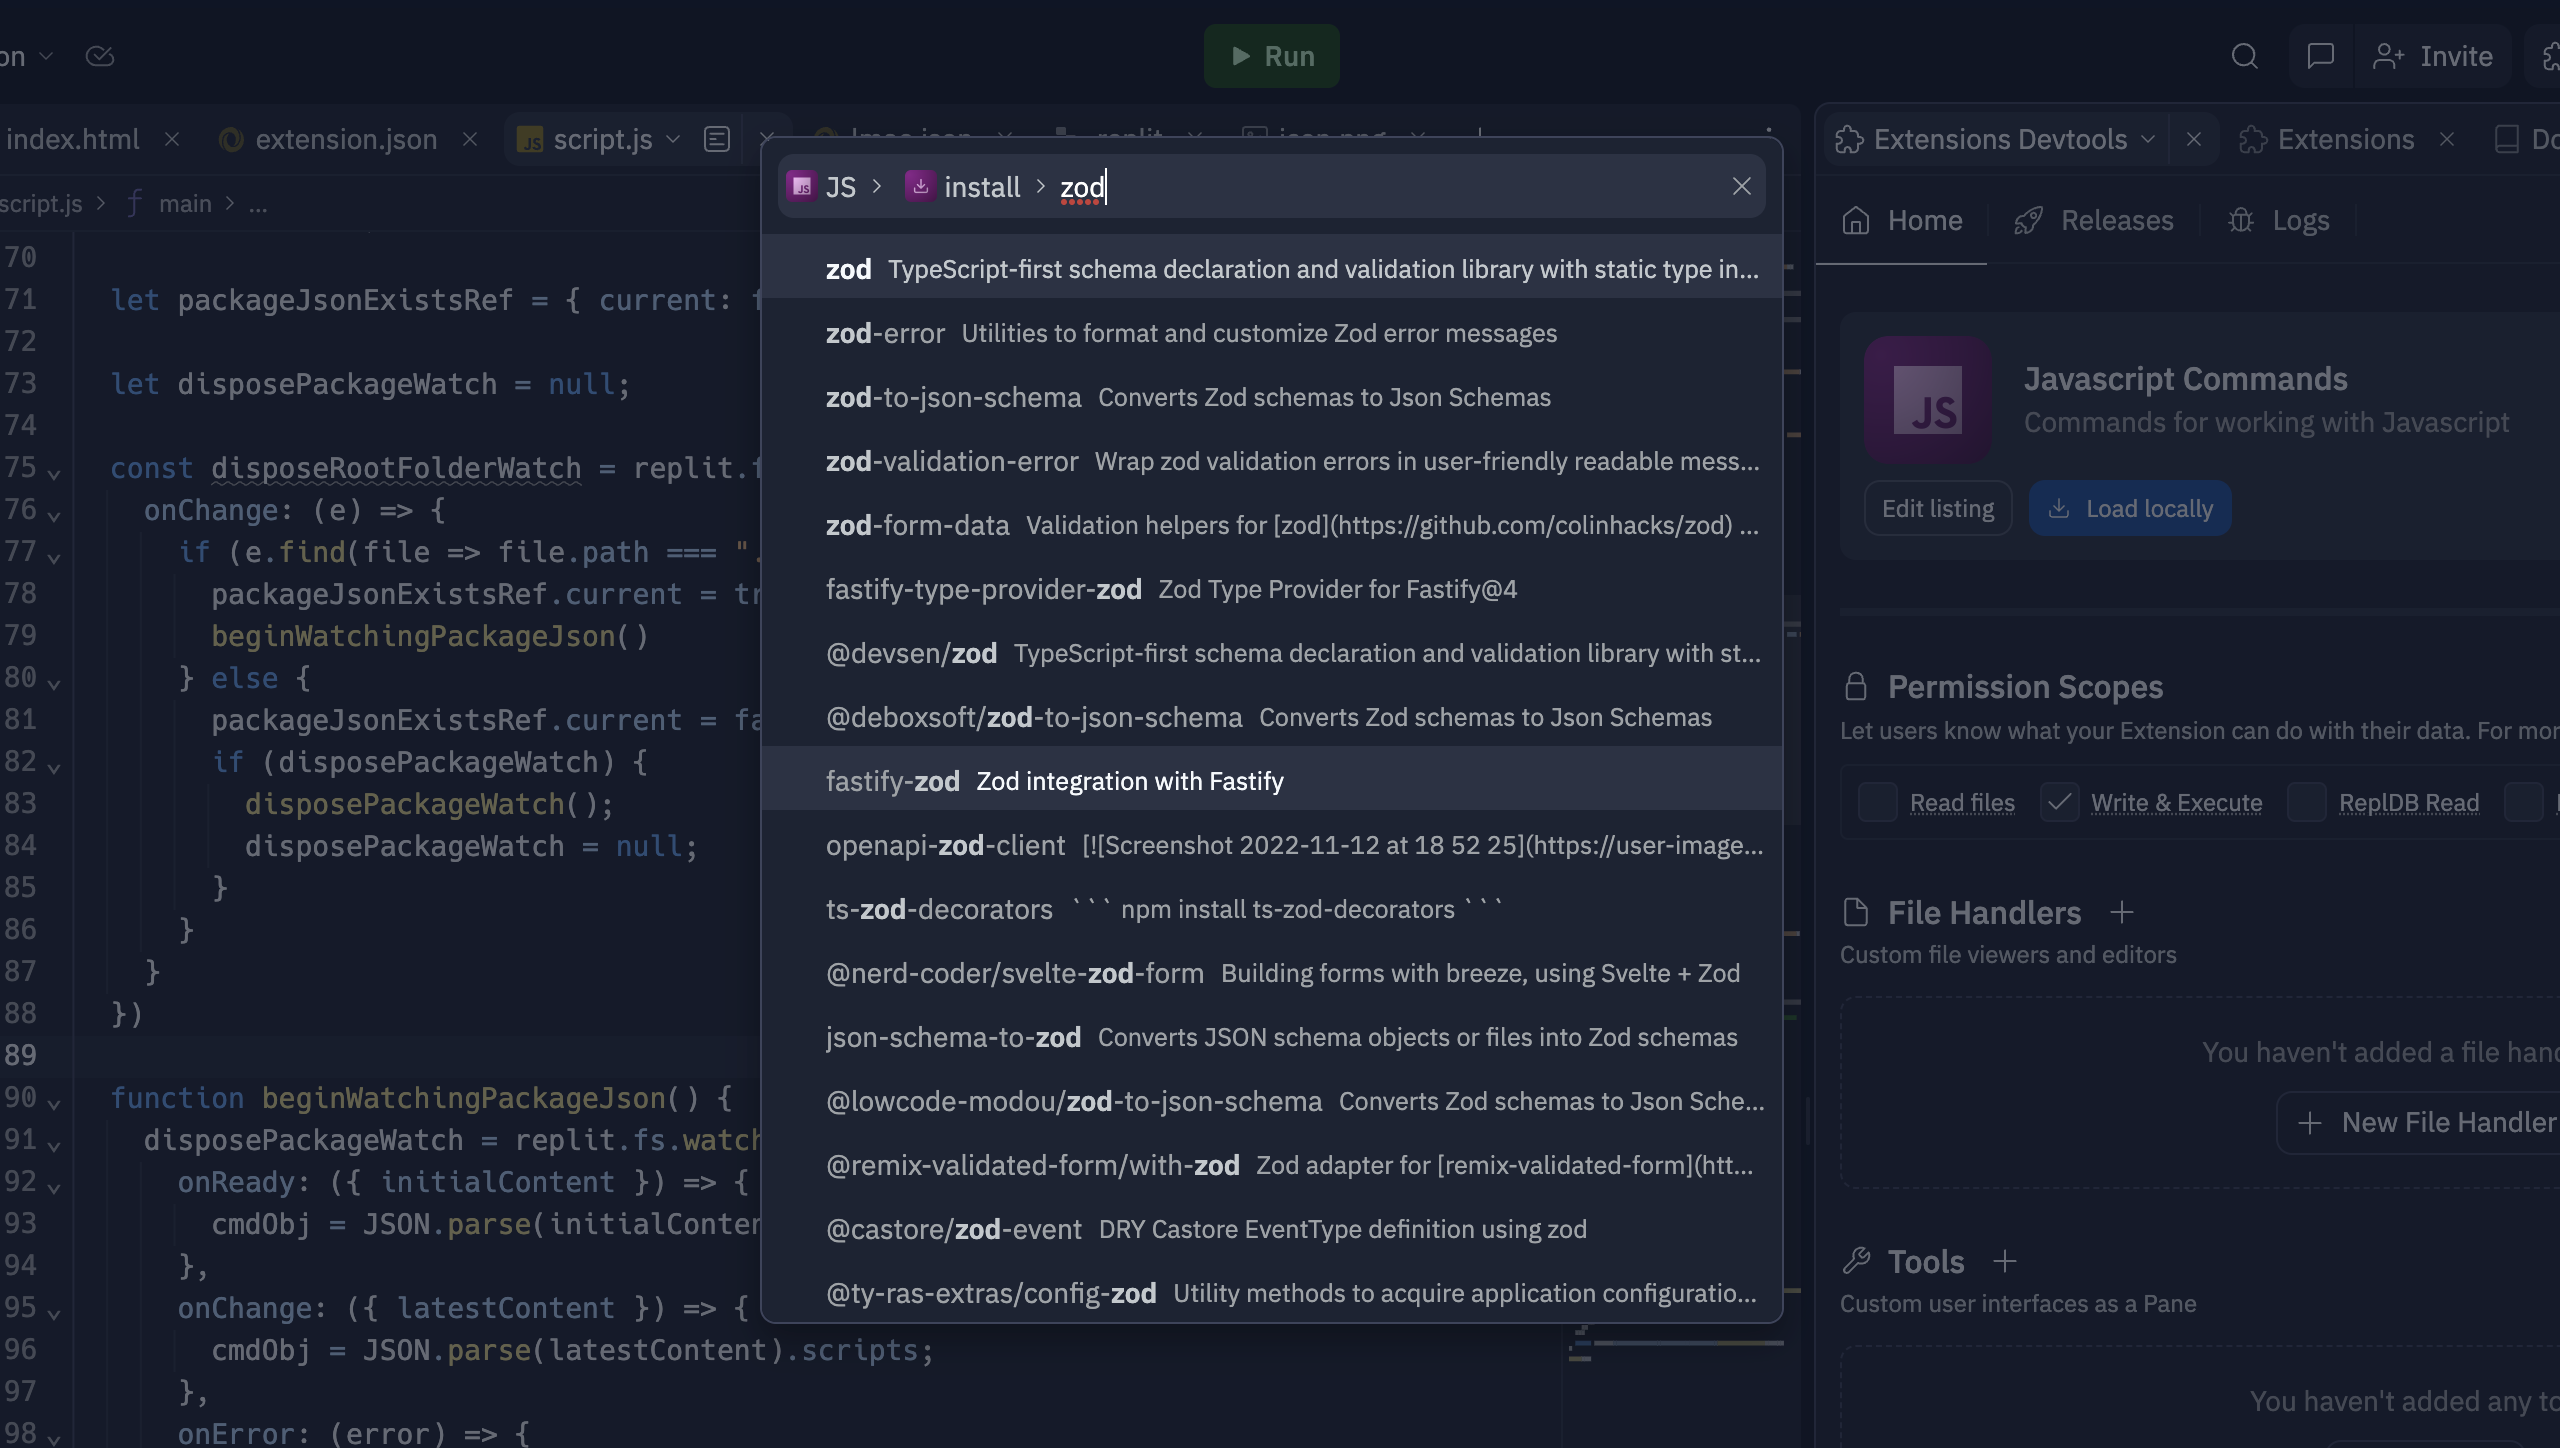 on
Run
Invite
index.html
extension.json
JS script.js
replit
Extensions Devtools
Extensions
JS JS > install > zod
script.js > main > ...
Home
Releases
Logs
70
71 let packageJsonExistsRef = { current:
72
73 let disposePackageWatch = null;
74
75 const disposeRootFolderWatch = replit.
76 onChange: (e) => {
77 if (e.find(file => file.path === ".
78 packageJsonExistsRef.current = tr
79 beginWatchingPackageJson()
80 } else {
81 packageJsonExistsRef.current = fa
82 if (disposePackageWatch) {
83 disposePackageWatch();
84 disposePackageWatch = null;
85 }
86 }
87 }
88 })
89
90 function beginWatchingPackageJson() {
91 disposePackageWatch = replit.fs.watch
92 onReady: ({ initialContent }) => {
93 cmdObj = JSON.parse(initialConten
94 },
95 onChange: ({ latestContent }) => {
96 cmdObj = JSON.parse(latestContent).scripts;
97 },
98 onError: (error) => {
zod TypeScript-first schema declaration and validation library with static type in...
zod-error Utilities to format and customize Zod error messages
zod-to-json-schema Converts Zod schemas to Json Schemas
zod-validation-error Wrap zod validation errors in user-friendly readable mess...
zod-form-data Validation helpers for [zod](https://github.com/colinhacks/zod) ...
fastify-type-provider-zod Zod Type Provider for Fastify@4
@devsen/zod TypeScript-first schema declaration and validation library with st...
@deboxsoft/zod-to-json-schema Converts Zod schemas to Json Schemas
fastify-zod Zod integration with Fastify
openapi-zod-client [![Screenshot 2022-11-12 at 18 52 25](https://user-image...
ts-zod-decorators ``` npm install ts-zod-decorators ```
@nerd-coder/svelte-zod-form Building forms with breeze, using Svelte + Zod
json-schema-to-zod Converts JSON schema objects or files into Zod schemas
@lowcode-modou/zod-to-json-schema Converts Zod schemas to Json Sche...
@remix-validated-form/with-zod Zod adapter for [remix-validated-form](htt...
@castore/zod-event DRY Castore EventType definition using zod
@ty-ras-extras/config-zod Utility methods to acquire application configuratio...
JS
Javascript Commands
Commands for working with Javascript
Edit listing
Load locally
Permission Scopes
Let users know what your Extension can do with their data. For mor
Read files
Write & Execute
ReplDB Read
File Handlers +
Custom file viewers and editors
You haven't added a file hand
+ New File Handler
Tools +
Custom user interfaces as a Pane
You haven't added any to